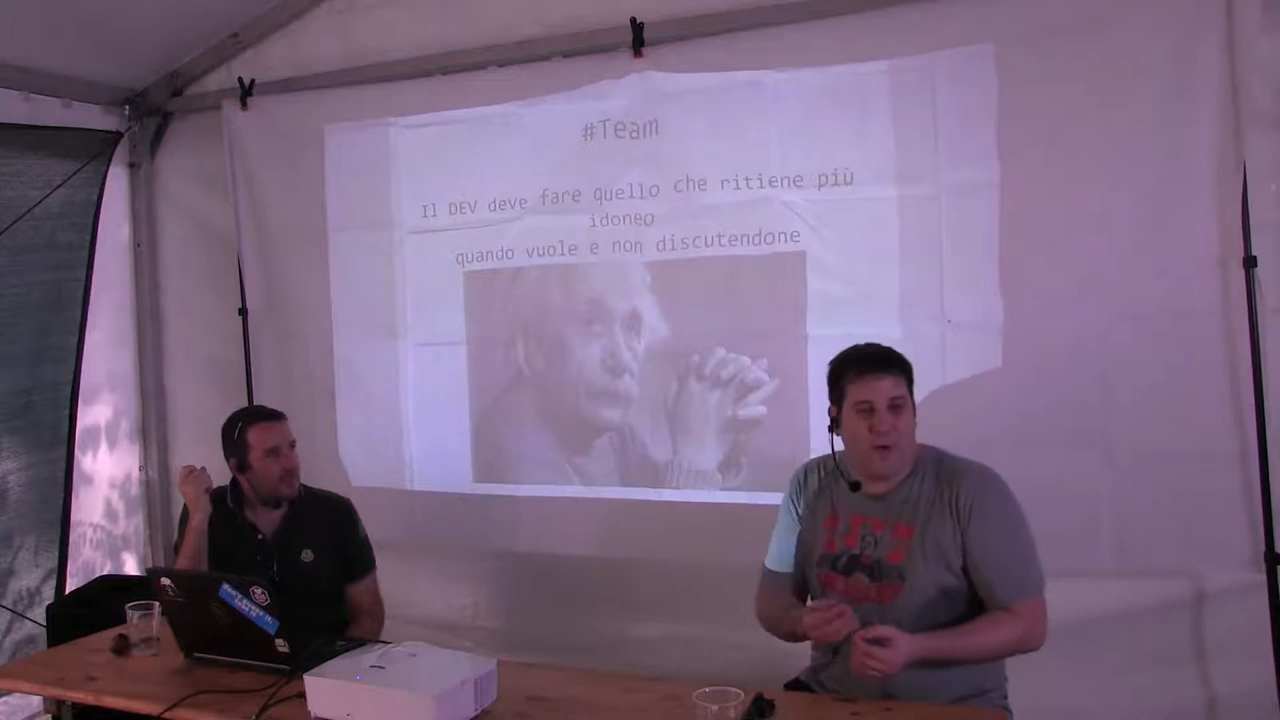 #Team
Il DEV deve fare quello che ritiene più
idoneo
quando vuole e non discutendone